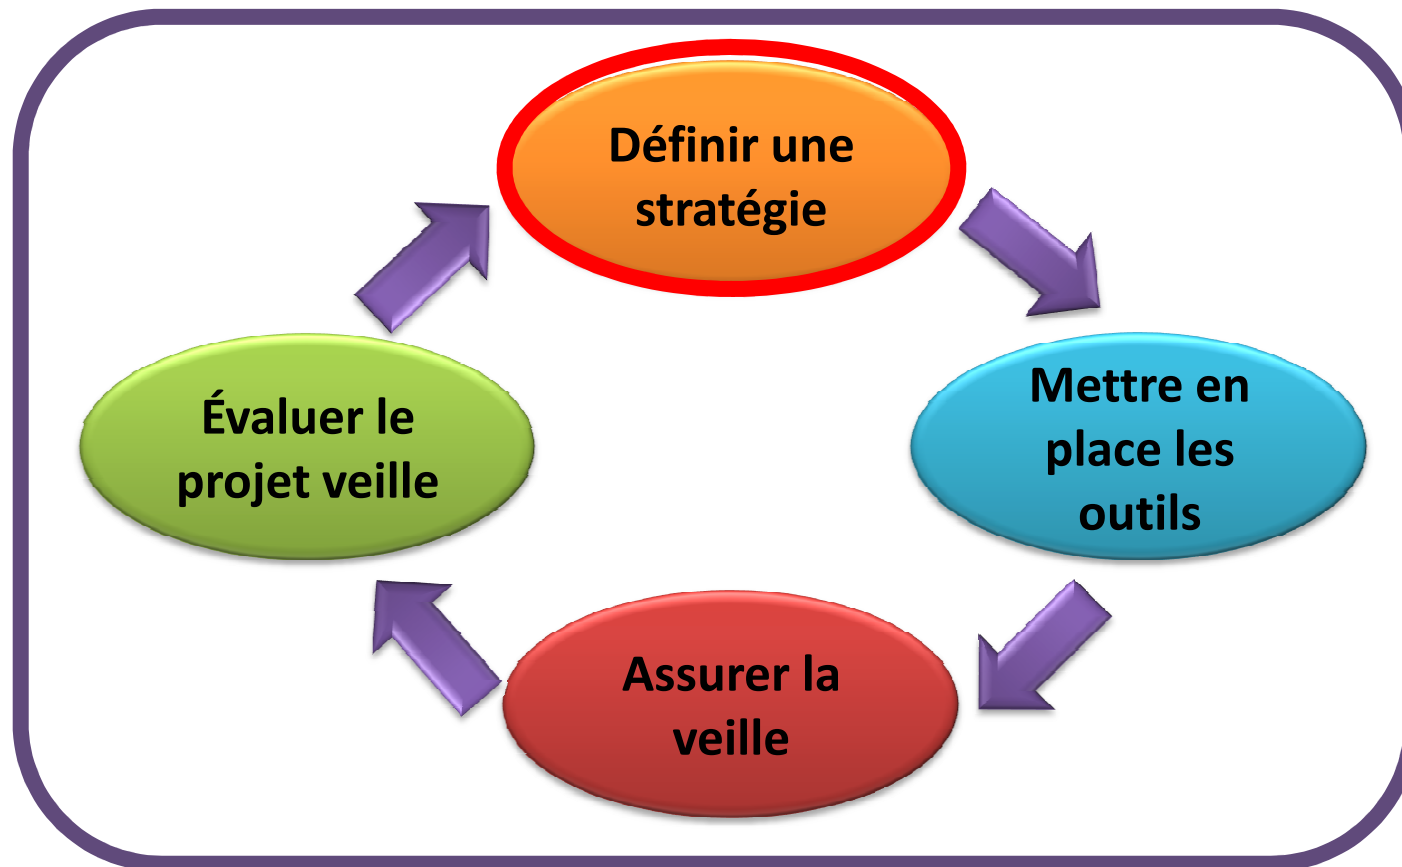 Définir une
stratégie
Mettre en
place les
outils
Assurer la
veille
Évaluer le
projet veille